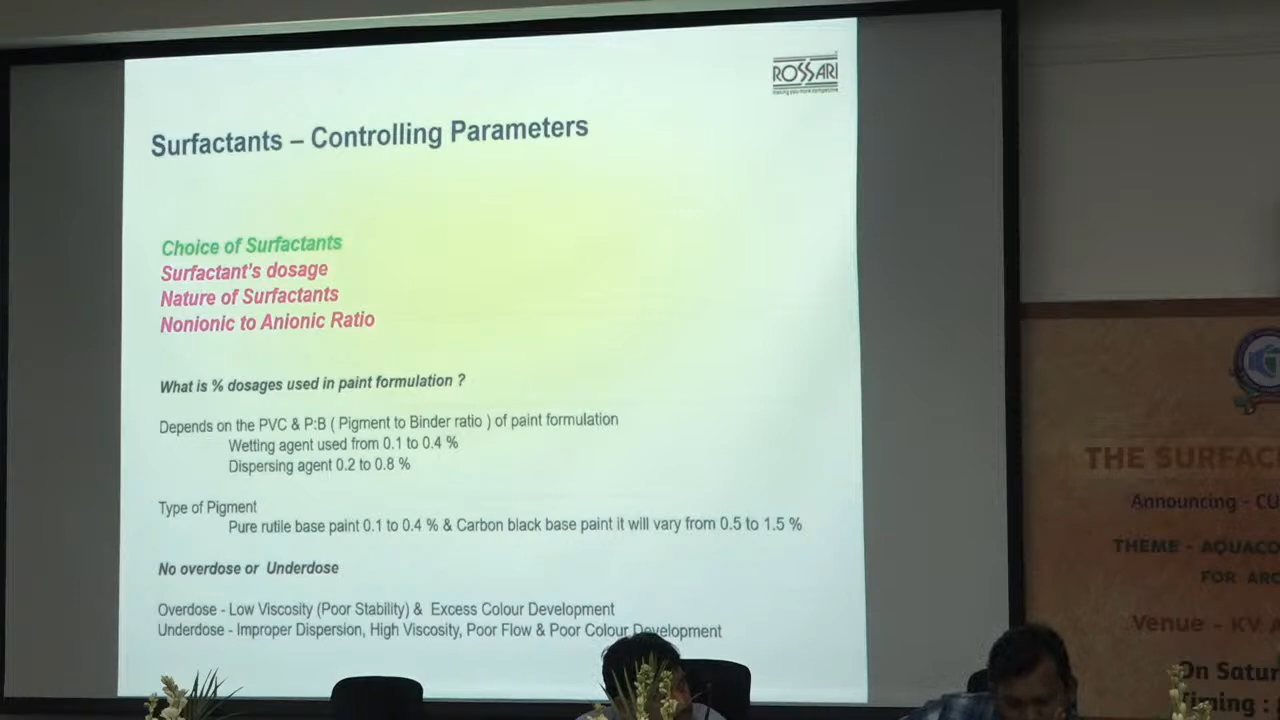 ROSSARI
Surfactants – Controlling Parameters
Choice of Surfactants
Surfactant's dosage
Nature of Surfactants
Nonionic to Anionic Ratio
What is % dosages used in paint formulation ?
Depends on the PVC & P:B ( Pigment to Binder ratio ) of paint formulation
Wetting agent used from 0.1 to 0.4 %
Dispersing agent 0.2 to 0.8 %
Type of Pigment
Pure rutile base paint 0.1 to 0.4 % & Carbon black base paint it will vary from 0.5 to 1.5 %
No overdose or Underdose
Overdose - Low Viscosity (Poor Stability) & Excess Colour Development
Underdose - Improper Dispersion, High Viscosity, Poor Flow & Poor Colour Development
THE SURFAC
Announcing - CU
THEME - AQUACO
FOR ARC
Venue - KV
On Satur
Timing :